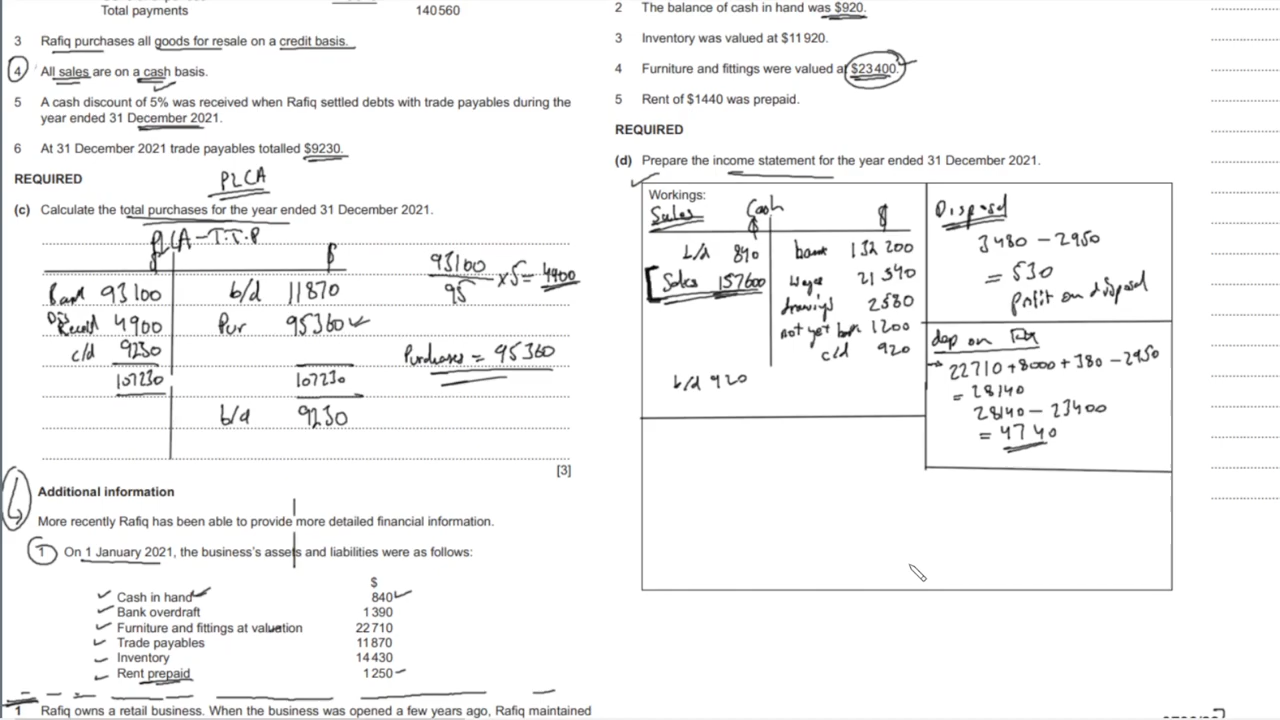 Total payments 140560
3 Rafiq purchases all goods for resale on a credit basis.
4 All sales are on a cash basis.
5 A cash discount of 5% was received when Rafiq settled debts with trade payables during the
year ended 31 December 2021.
6 At 31 December 2021 trade payables totalled $9230.
REQUIRED
PLCA
(c) Calculate the total purchases for the year ended 31 December 2021.
PLCA - T.T.P
$ $
Bank 93100 b/d 11870
Dis Receid 4900 Pur 95360
c/d 9230
107230 107230
b/d 9230
93100
95 x5 = 4900
Purchases = 95360
[3]
Additional information
More recently Rafiq has been able to provide more detailed financial information.
1 On 1 January 2021, the business's assets and liabilities were as follows:
$
Cash in hand 840
Bank overdraft 1390
Furniture and fittings at valuation 22710
Trade payables 11870
Inventory 14430
Rent prepaid 1250
1 Rafiq owns a retail business. When the business was opened a few years ago, Rafiq maintained
2 The balance of cash in hand was $920.
3 Inventory was valued at $11920.
4 Furniture and fittings were valued at $23400.
5 Rent of $1440 was prepaid.
REQUIRED
(d) Prepare the income statement for the year ended 31 December 2021.
Workings:
Sales Cash
$ $
b/d 840 bank 132200
Sales 157600 wages 21540
drawings 2580
not yet bank 1200
c/d 920
b/d 920
Disposal
3480 - 2950
= 530
Profit on disposal
dep on
22710 + 8000 + 380 - 2950
= 28140
28140 - 23400
= 4740